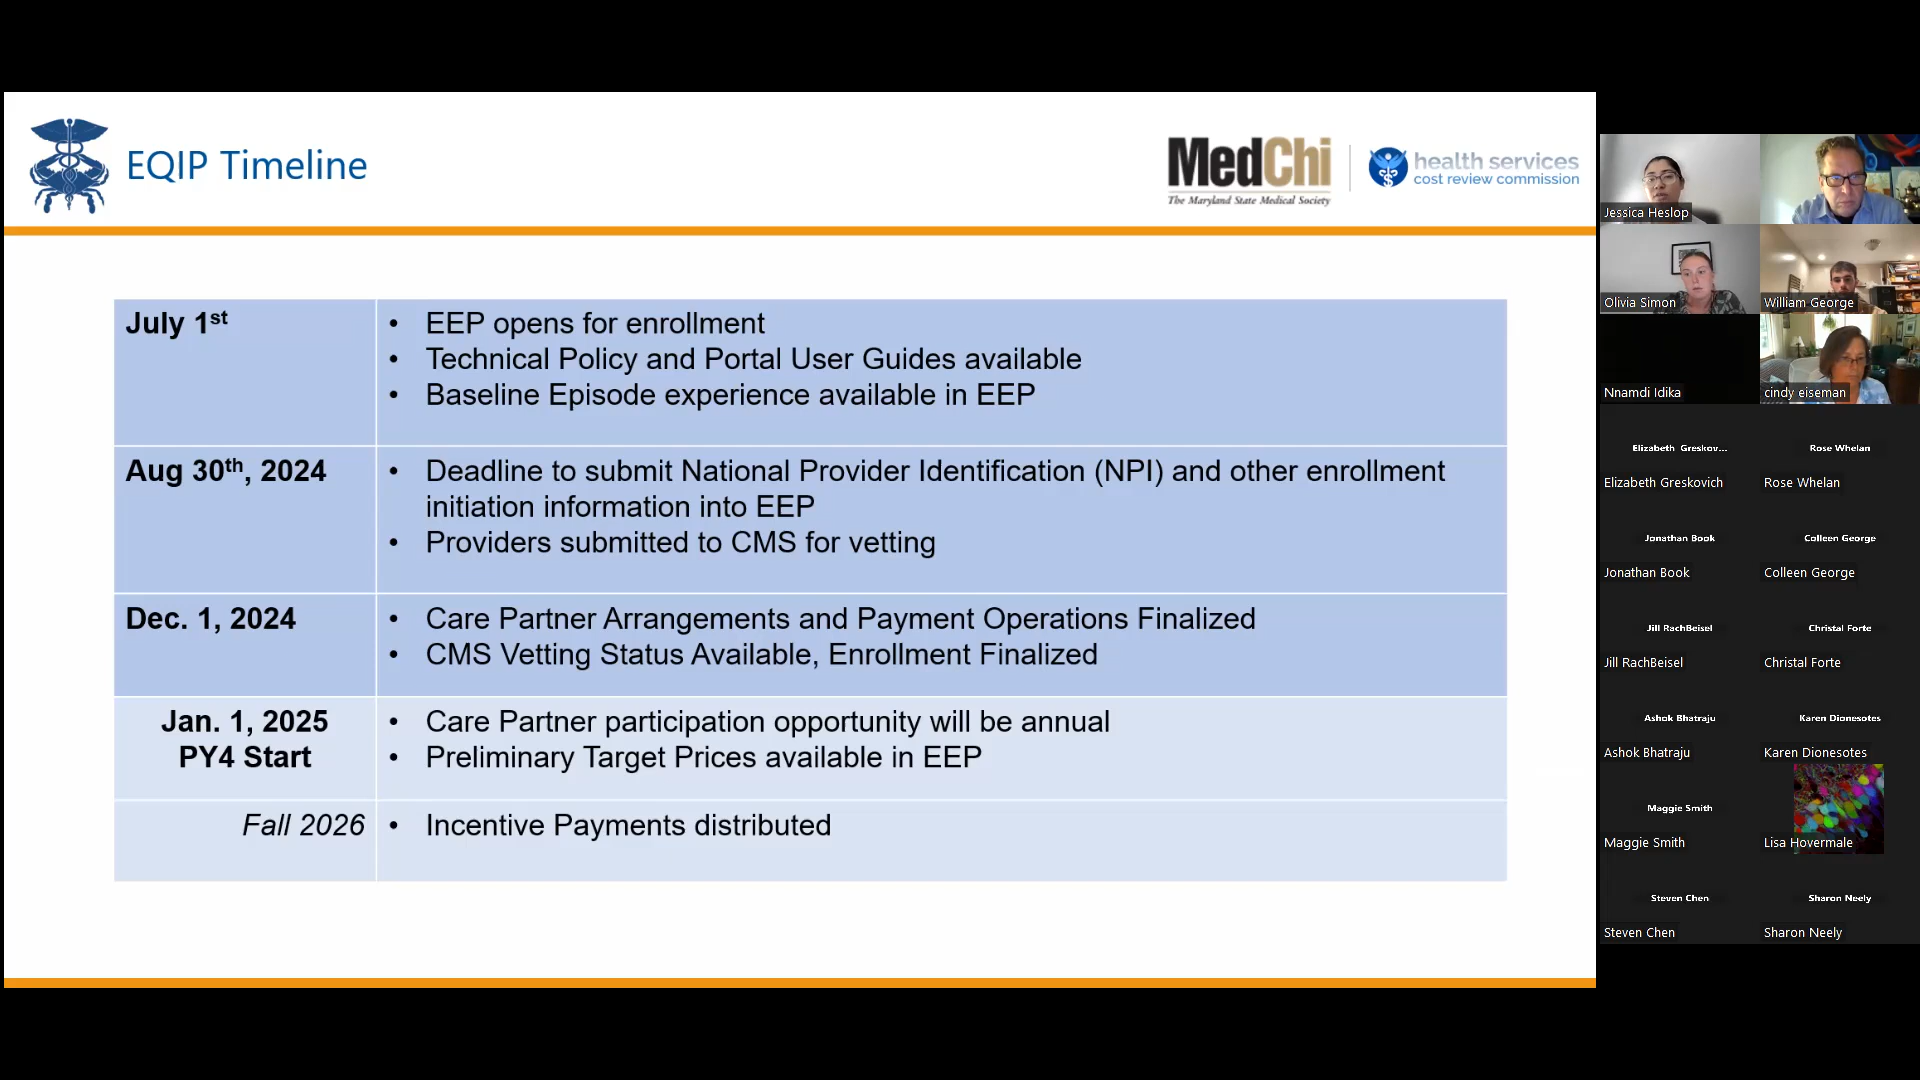 EQIP Timeline
MedChi
The Maryland State Medical Society
health services
cost review commission
July 1st
• EEP opens for enrollment
• Technical Policy and Portal User Guides available
• Baseline Episode experience available in EEP
Aug 30th, 2024
• Deadline to submit National Provider Identification (NPI) and other enrollment
initiation information into EEP
• Providers submitted to CMS for vetting
Dec. 1, 2024
• Care Partner Arrangements and Payment Operations Finalized
• CMS Vetting Status Available, Enrollment Finalized
Jan. 1, 2025
PY4 Start
• Care Partner participation opportunity will be annual
• Preliminary Target Prices available in EEP
Fall 2026
• Incentive Payments distributed
Jessica Heslop
Olivia Simon
William George
Nnamdi Idika
cindy eiseman
Elizabeth Greskov...
Rose Whelan
Elizabeth Greskovich
Rose Whelan
Jonathan Book
Colleen George
Jonathan Book
Colleen George
Jill RachBeisel
Christal Forte
Jill RachBeisel
Christal Forte
Ashok Bhatraju
Karen Dionesotes
Ashok Bhatraju
Karen Dionesotes
Maggie Smith
Maggie Smith
Lisa Hovermale
Steven Chen
Sharon Neely
Steven Chen
Sharon Neely